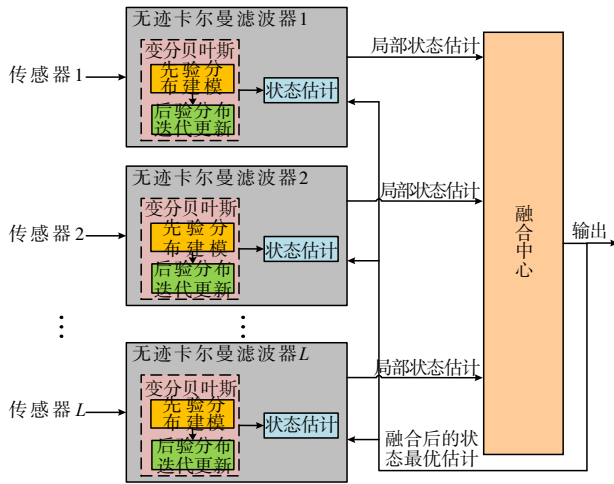 无迹卡尔曼滤波器1
变分贝叶斯
先验分
布建模
后验分布
迭代更新
状态估计
传感器1
局部状态估计
无迹卡尔曼滤波器2
变分贝叶斯
先验分
布建模
后验分布
迭代更新
状态估计
传感器2
局部状态估计
融合中心
输出
⋮
⋮
无迹卡尔曼滤波器L
变分贝叶斯
先验分
布建模
后验分布
迭代更新
状态估计
传感器L
局部状态估计
融合后的状
态最优估计